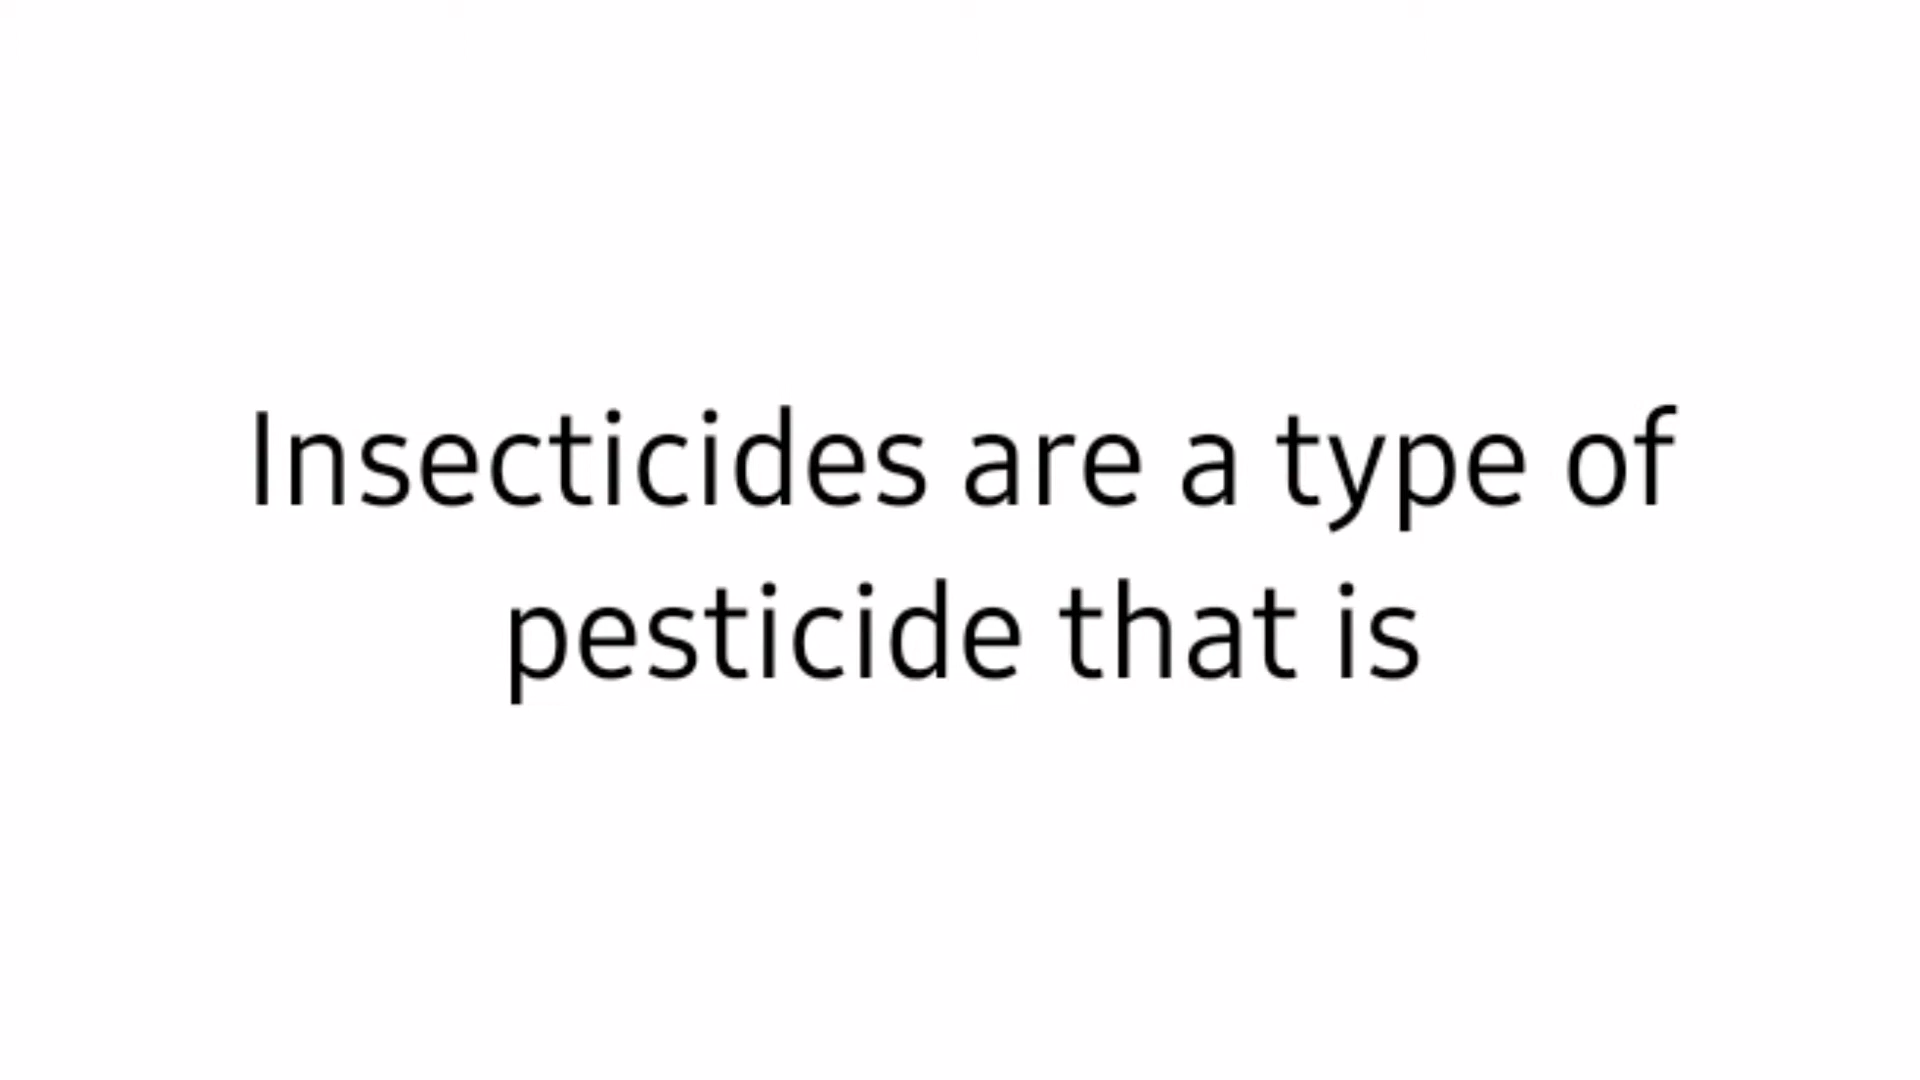 Insecticides are a type of
pesticide that is